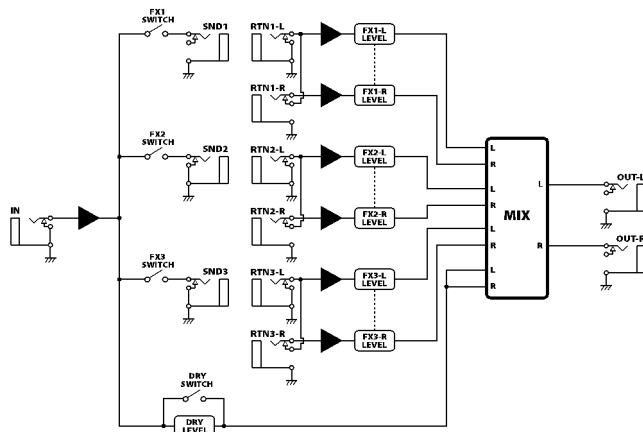 FX1
SWITCH
SND1
RTN1-L
FX1-L
LEVEL
RTN1-R
FX1-R
LEVEL
FX2
SWITCH
SND2
RTN2-L
FX2-L
LEVEL
RTN2-R
FX2-R
LEVEL
IN
FX3
SWITCH
SND3
RTN3-L
FX3-L
LEVEL
RTN3-R
FX3-R
LEVEL
L
R
L
R
L
R
L
R
MIX
L
R
OUT-L
OUT-R
DRY
SWITCH
DRY
LEVEL